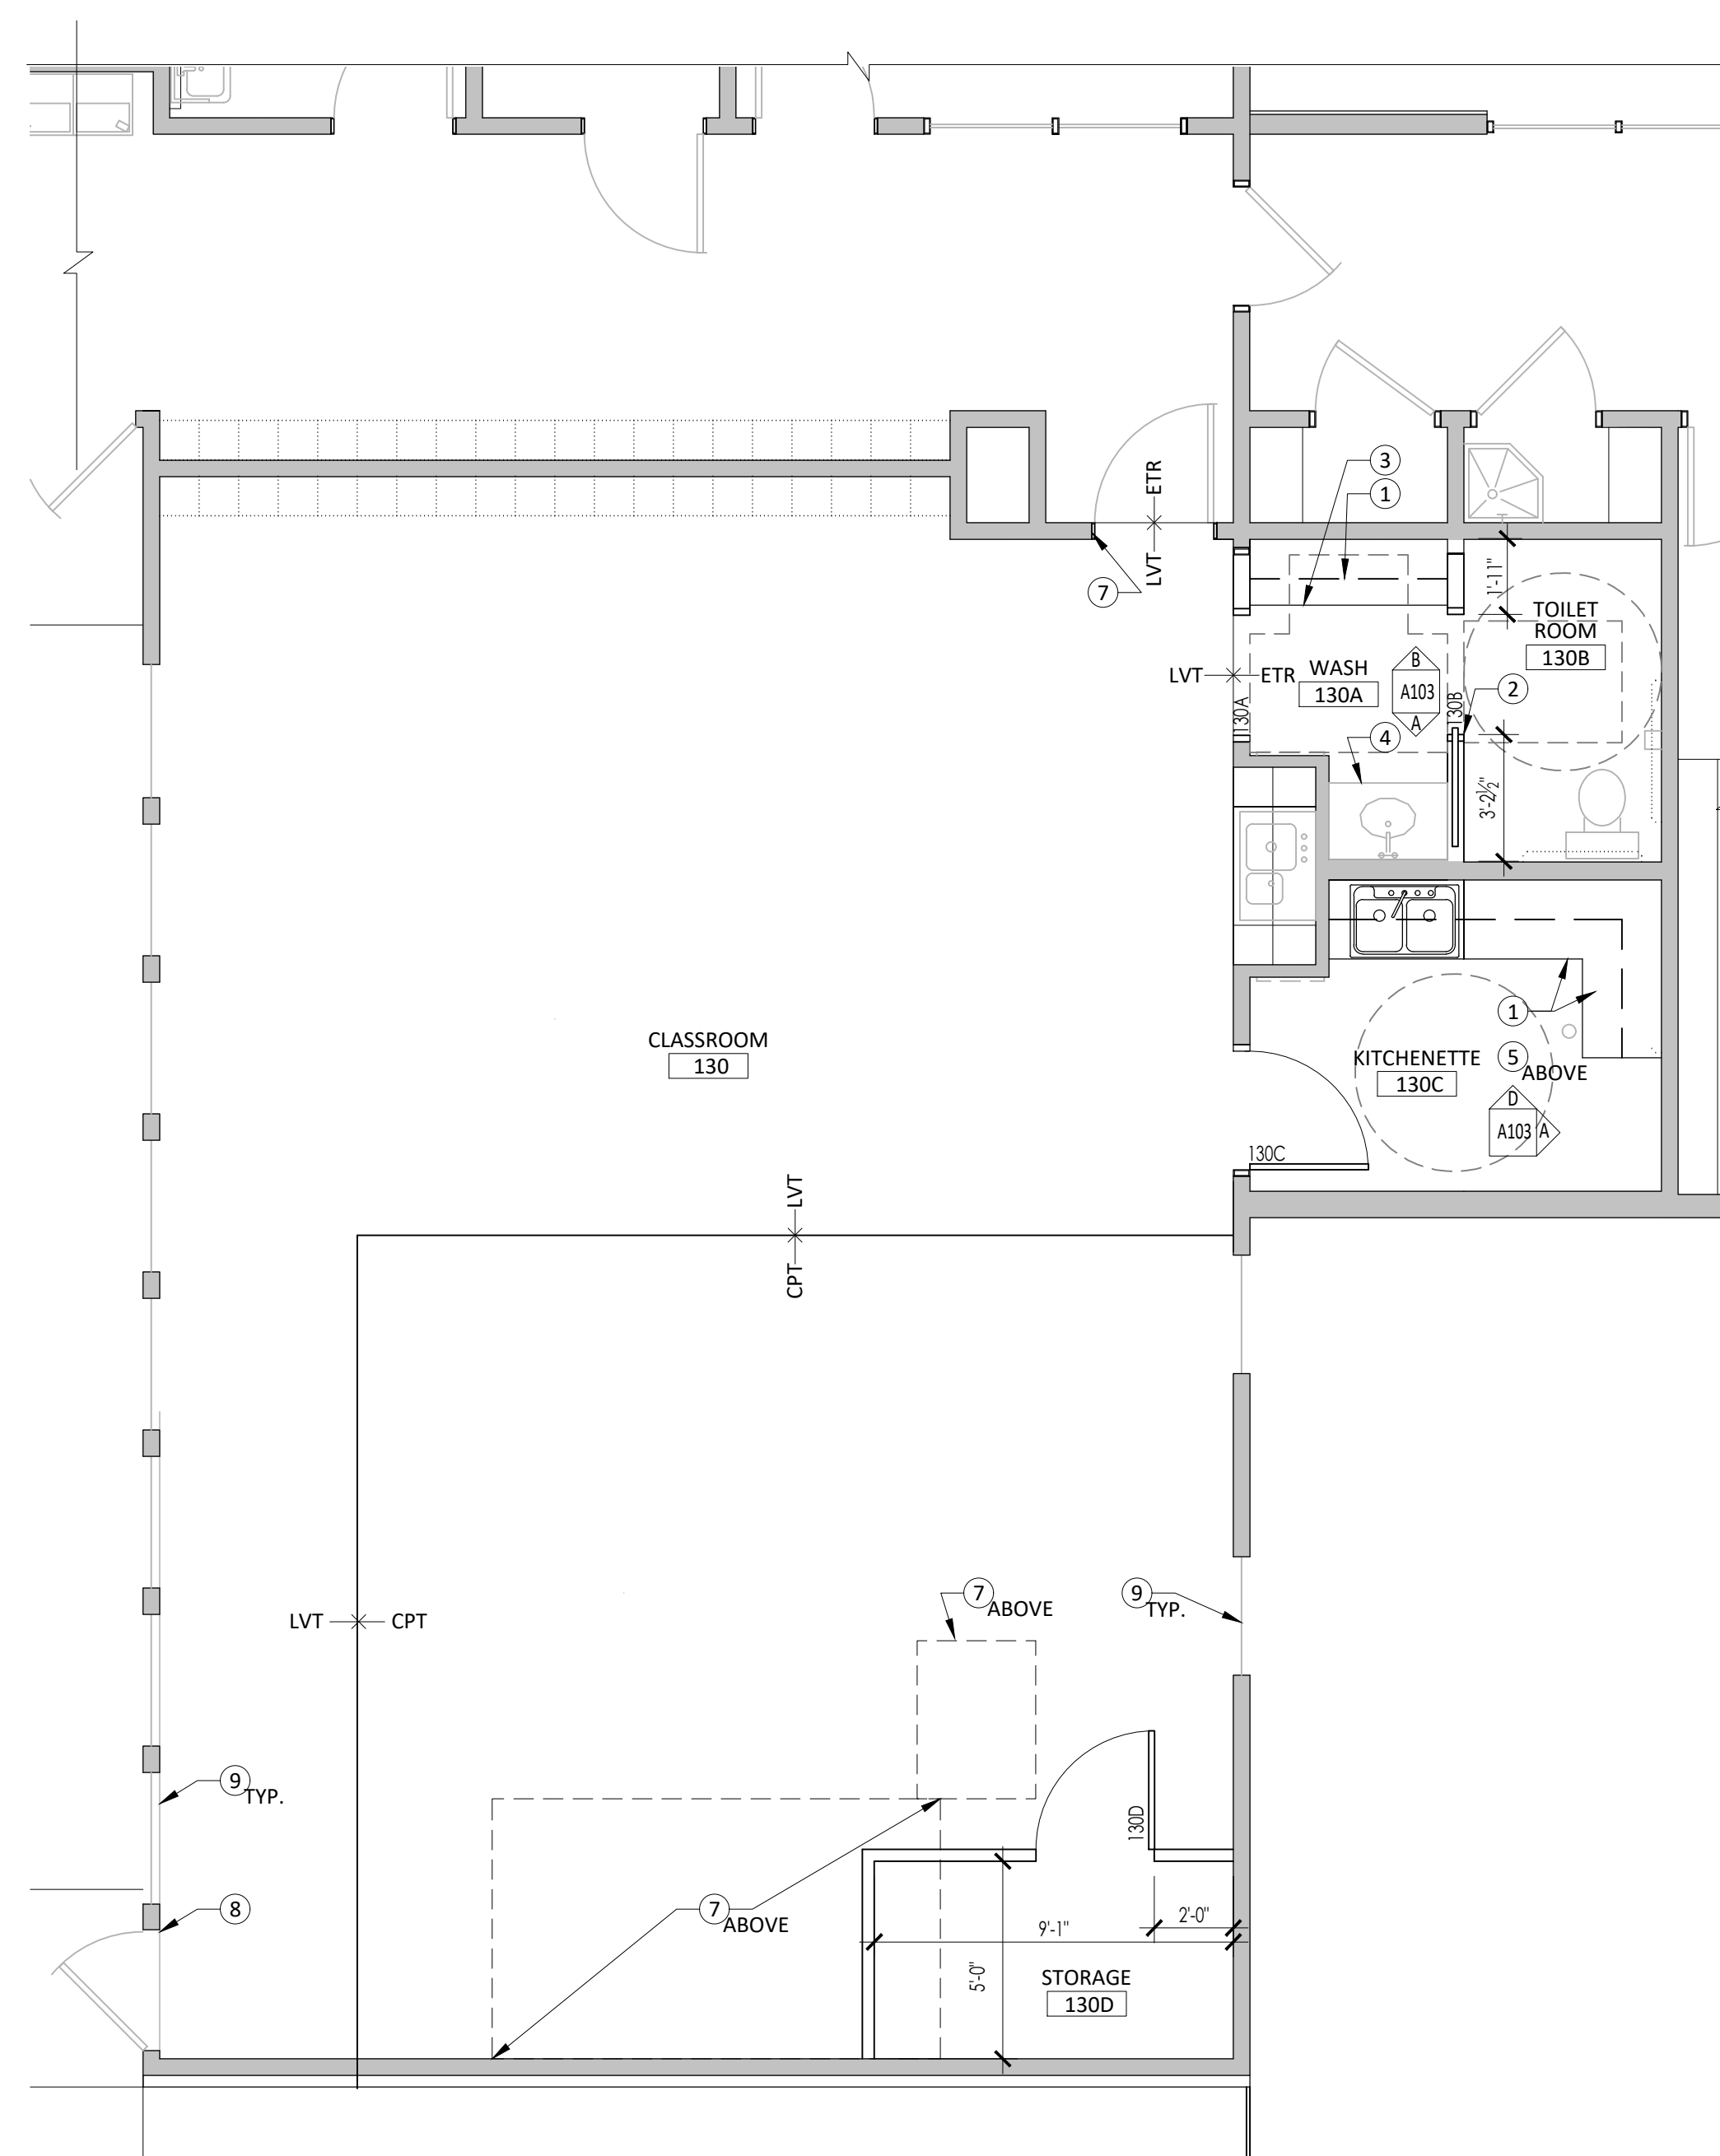 3
1
ETR
LVT
7
1'-11"
TOILET
ROOM
130B
LVT
ETR
WASH
130A
B
A103
A
2
130A
130B
4
3'-2½"
CLASSROOM
130
1
KITCHENETTE
130C
5
ABOVE
D
A103
A
130C
LVT
CPT
7
ABOVE
9
TYP.
LVT
CPT
9
TYP.
130D
8
7
ABOVE
9'-1"
2'-0"
5'-0"
STORAGE
130D